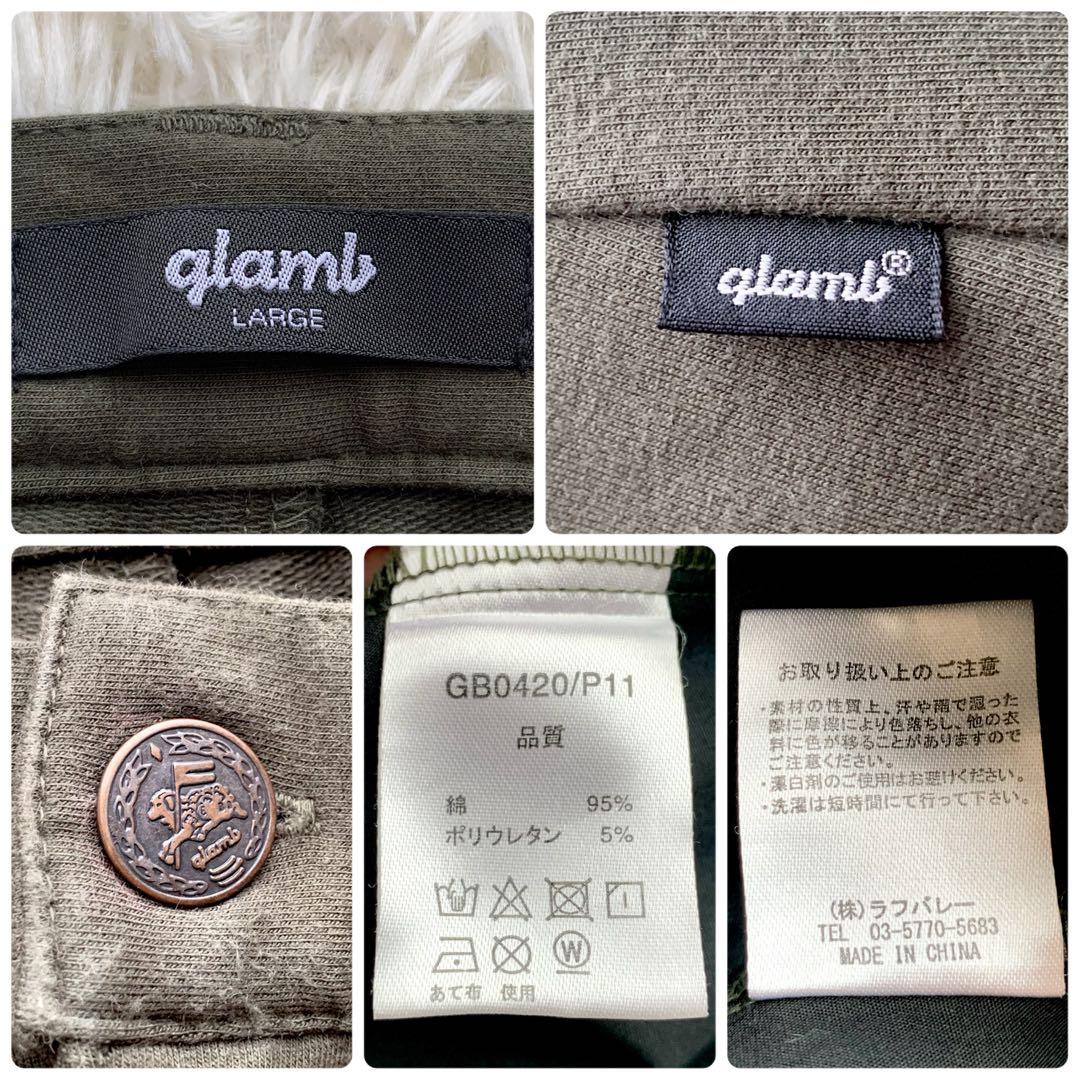 glamb
LARGE
glamb®
glamb
GB0420/P11
品質
綿 95%
ポリウレタン 5%
W
あて布 使用
お取り扱い上のご注意
・素材の性質上、汗や雨で湿った
際に摩擦により色落ちし、他の衣
料に色が移ることがありますので
ご注意ください。
・漂白剤のご使用はお避けください。
・洗濯は短時間にて行って下さい。
(株)ラフバレー
TEL 03-5770-5683
MADE IN CHINA